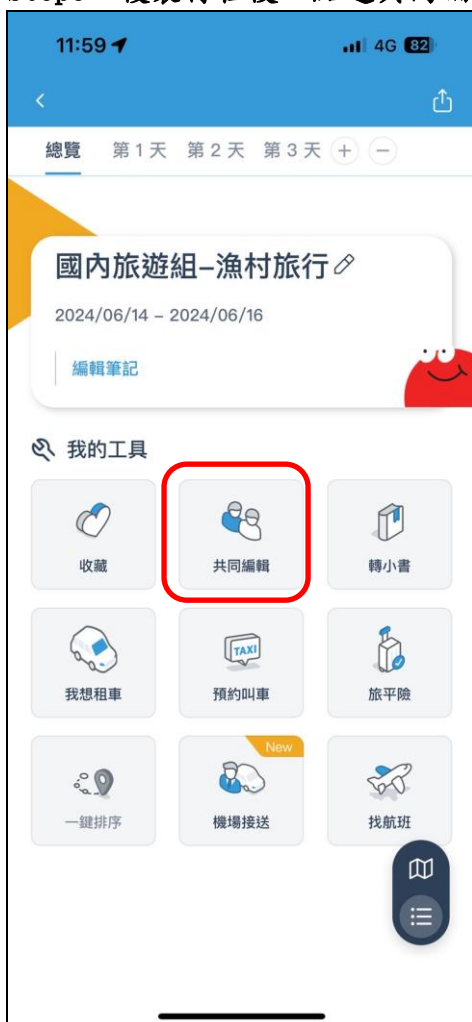 11:59 4G 82
總覽 第1天 第2天 第3天
國內旅遊組–漁村旅行
2024/06/14 – 2024/06/16
編輯筆記
我的工具
收藏 共同編輯 轉小書
TAXI
我想租車 預約叫車 旅平險
New
一鍵排序 機場接送 找航班